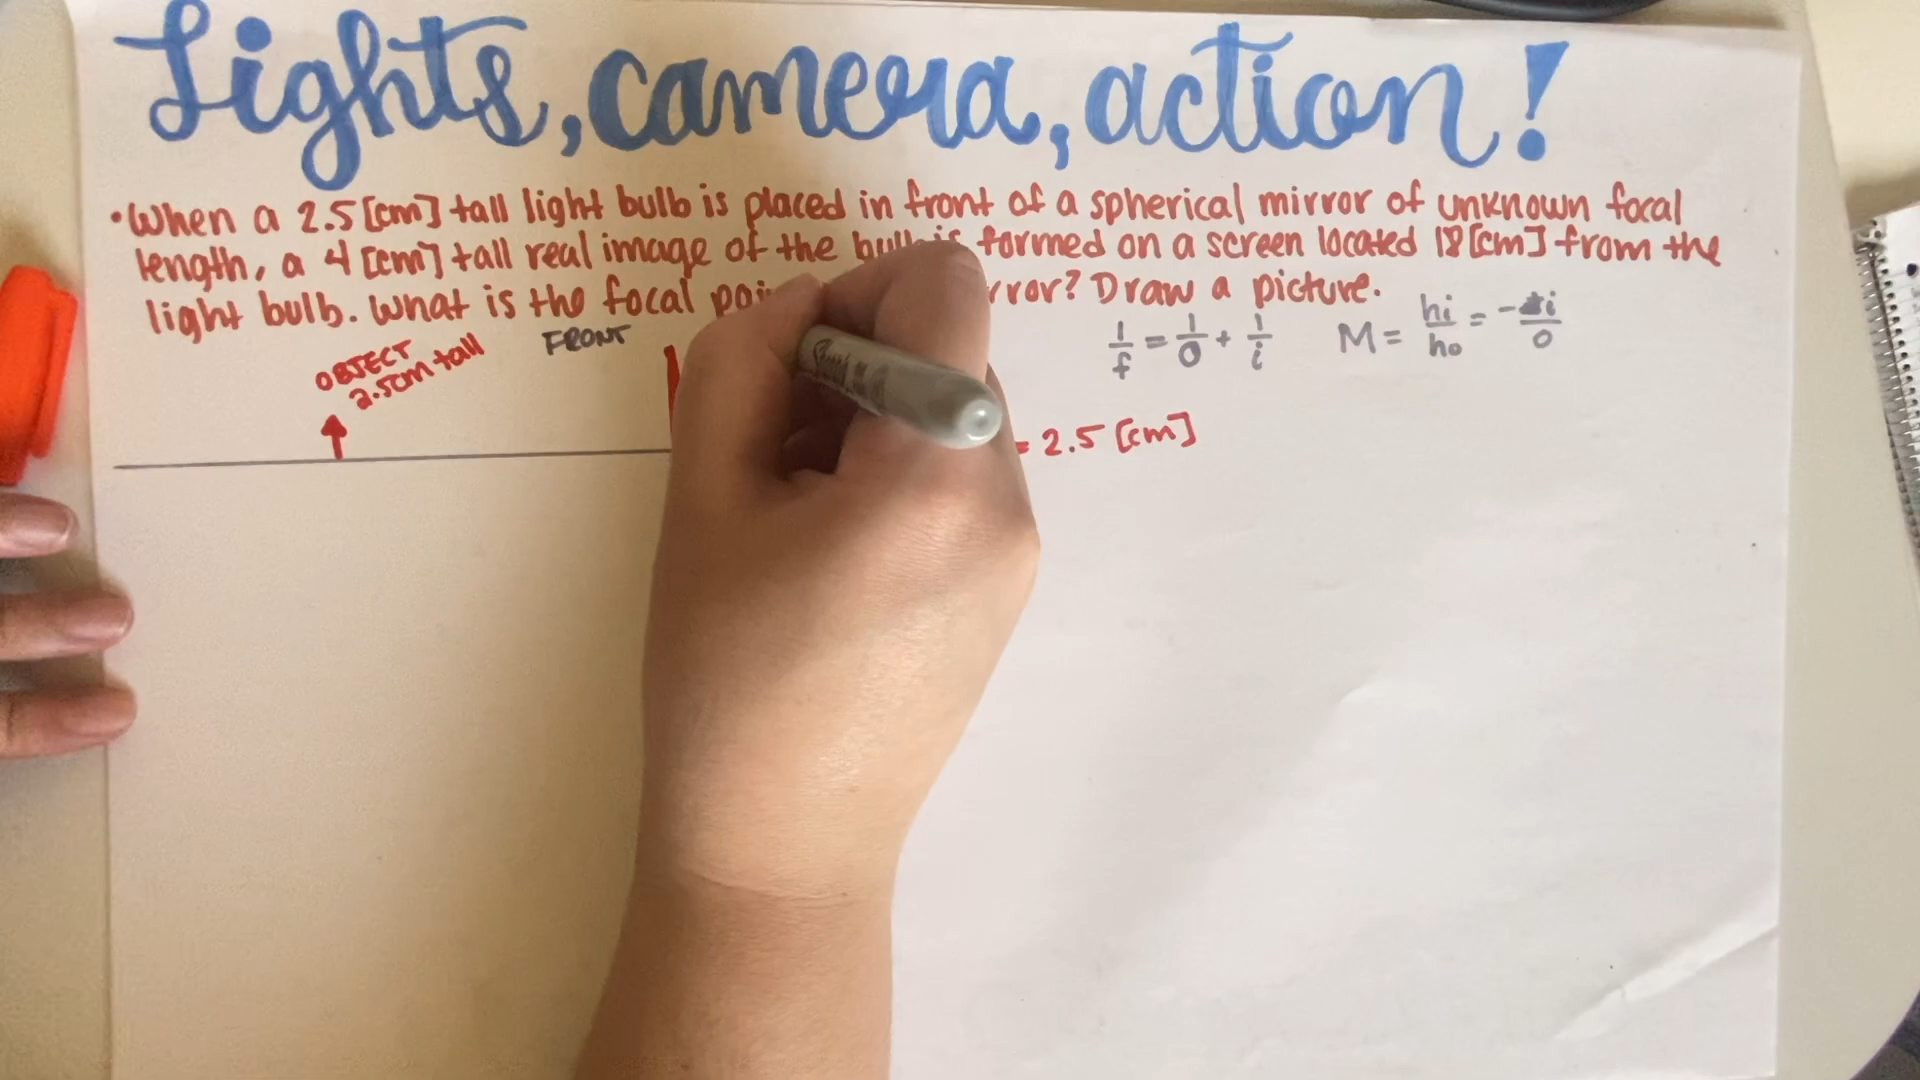 Lights, camera, action!
• When a 2.5 [cm] tall light bulb is placed in front of a spherical mirror of unknown focal
length, a 4 [cm] tall real image of the formed on a screen located 18 [cm] from the
light bulb. What is the focal Draw a picture.
OBJECT
2.5cm tall
FRONT
1/f = 1/o + 1/i
M = hi/ho = -i/o
= 2.5 [cm]